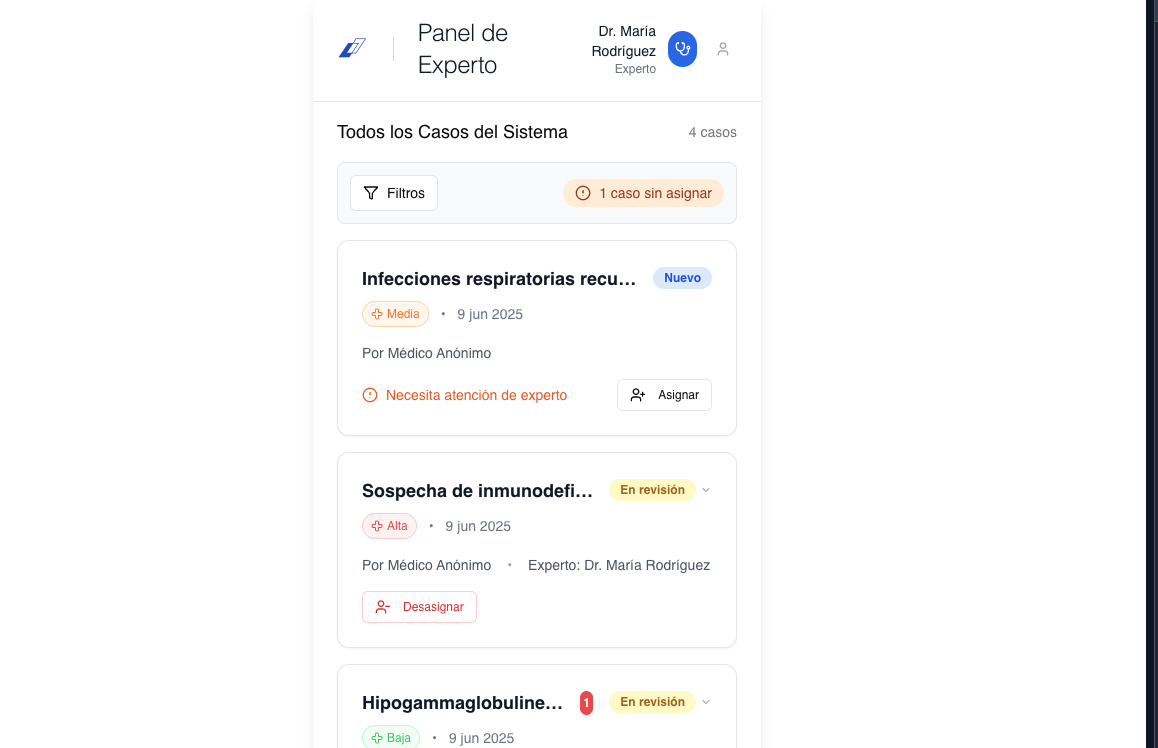 Panel de
Experto
Dr. María
Rodríguez
Experto
Todos los Casos del Sistema
4 casos
Filtros
1 caso sin asignar
Infecciones respiratorias recu...
Nuevo
Media • 9 jun 2025
Por Médico Anónimo
Necesita atención de experto
Asignar
Sospecha de inmunodefi...
En revisión
Alta • 9 jun 2025
Por Médico Anónimo • Experto: Dr. María Rodríguez
Desasignar
Hipogammaglobuline...
1
En revisión
Baja • 9 jun 2025